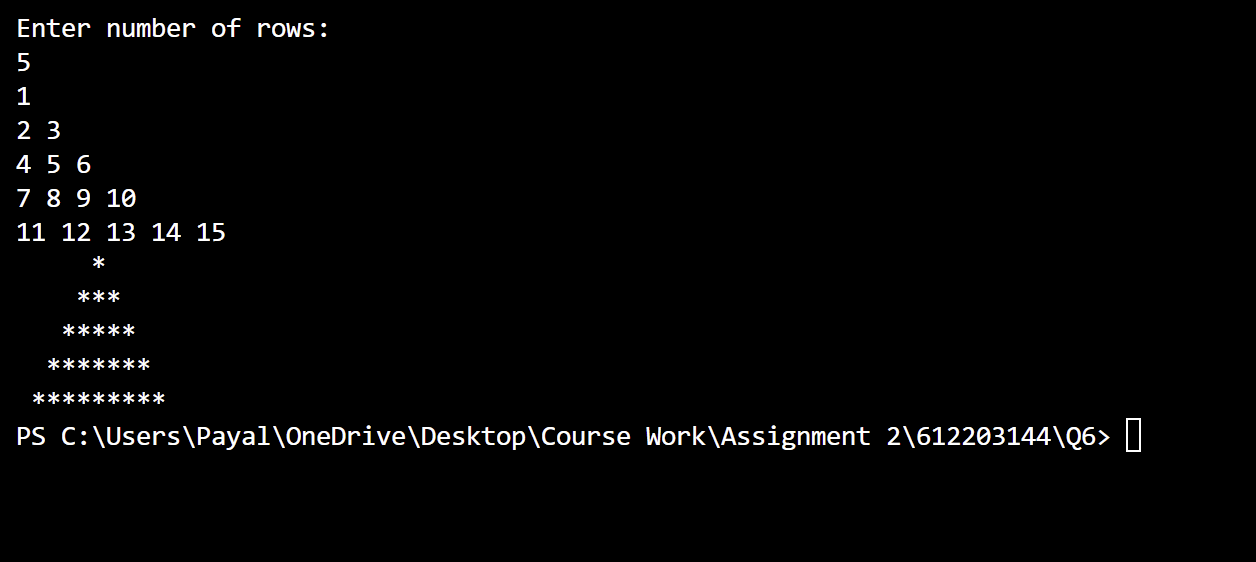 Enter number of rows:
5
1
2 3
4 5 6
7 8 9 10
11 12 13 14 15
     *
    ***
   *****
  *******
 *********
PS C:\Users\Payal\OneDrive\Desktop\Course Work\Assignment 2\612203144\Q6>